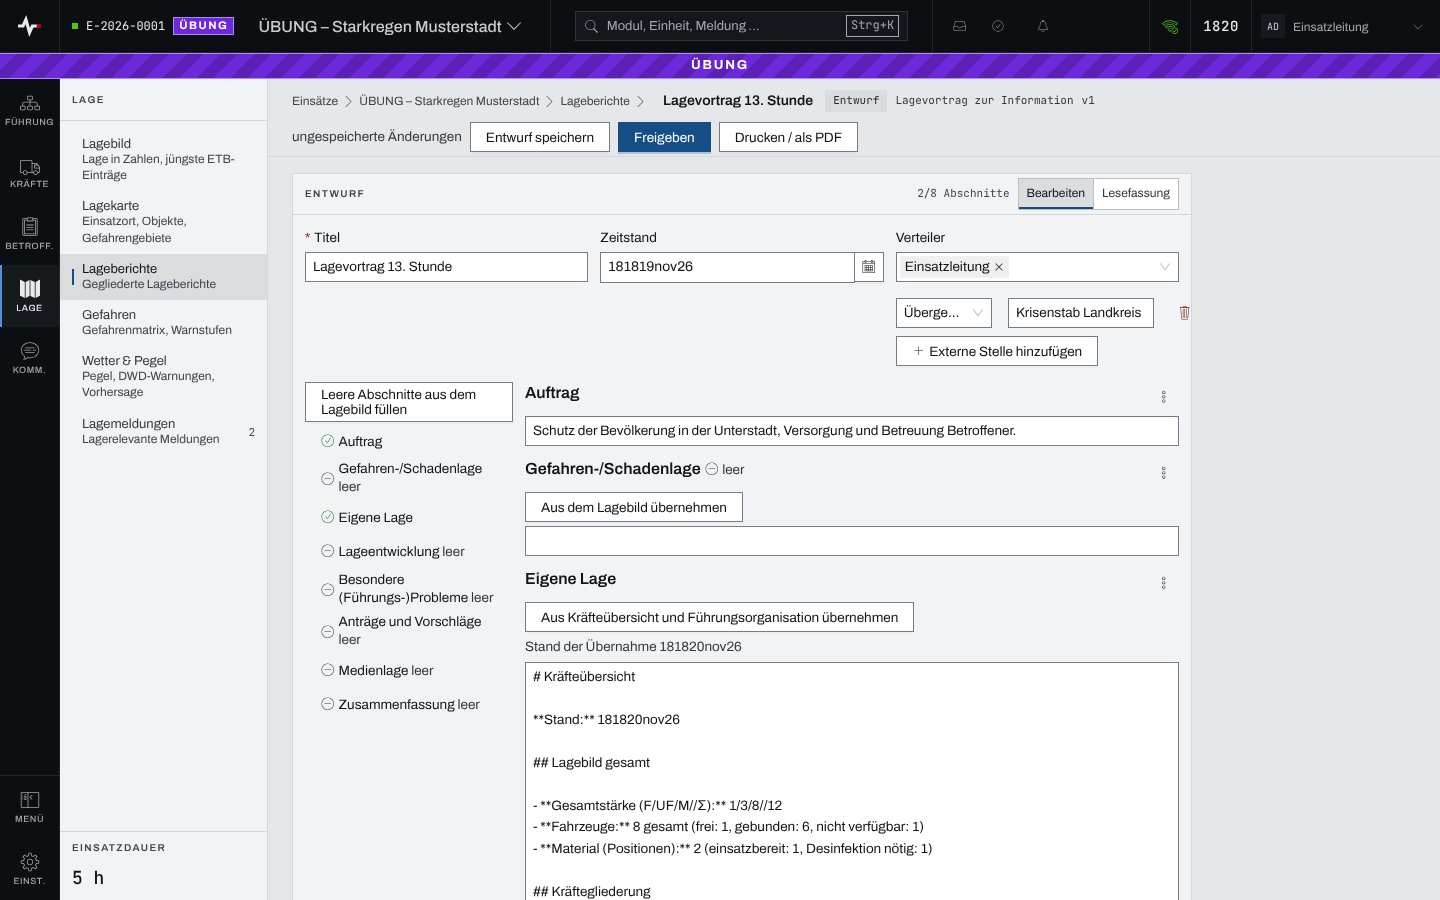 E-2026-0001 ÜBUNG
ÜBUNG – Starkregen Musterstadt
Modul, Einheit, Meldung ...
Strg+K
1820
AD Einsatzleitung
ÜBUNG
FÜHRUNG
KRÄFTE
BETROFF.
LAGE
KOMM.
MENÜ
EINST.
LAGE
Lagebild
Lage in Zahlen, jüngste ETB-
Einträge
Lagekarte
Einsatzort, Objekte,
Gefahrengebiete
Lageberichte
Gegliederte Lageberichte
Gefahren
Gefahrenmatrix, Warnstufen
Wetter & Pegel
Pegel, DWD-Warnungen,
Vorhersage
Lagemeldungen
Lagerelevante Meldungen
2
EINSATZDAUER
5 h
Einsätze
ÜBUNG – Starkregen Musterstadt
Lageberichte
Lagevortrag 13. Stunde
Entwurf
Lagevortrag zur Information v1
ungespeicherte Änderungen
Entwurf speichern
Freigeben
Drucken / als PDF
ENTWURF
2/8 Abschnitte
Bearbeiten
Lesefassung
* Titel
Lagevortrag 13. Stunde
Zeitstand
181819nov26
Verteiler
Einsatzleitung
Überge...
Krisenstab Landkreis
Externe Stelle hinzufügen
Leere Abschnitte aus dem
Lagebild füllen
Auftrag
Gefahren-/Schadenlage
leer
Eigene Lage
Lageentwicklung leer
Besondere
(Führungs-)Probleme leer
Anträge und Vorschläge
leer
Medienlage leer
Zusammenfassung leer
Auftrag
Schutz der Bevölkerung in der Unterstadt, Versorgung und Betreuung Betroffener.
Gefahren-/Schadenlage leer
Aus dem Lagebild übernehmen
Eigene Lage
Aus Kräfteübersicht und Führungsorganisation übernehmen
Stand der Übernahme 181820nov26
# Kräfteübersicht
**Stand:** 181820nov26
## Lagebild gesamt
- **Gesamtstärke (F/UF/M//Σ):** 1/3/8//12
- **Fahrzeuge:** 8 gesamt (frei: 1, gebunden: 6, nicht verfügbar: 1)
- **Material (Positionen):** 2 (einsatzbereit: 1, Desinfektion nötig: 1)
## Kräftegliederung